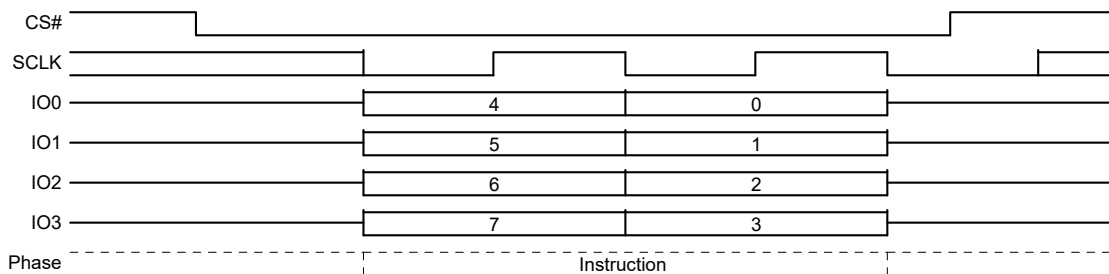 CS#
SCLK
IO0 4 0
IO1 5 1
IO2 6 2
IO3 7 3
Phase Instruction